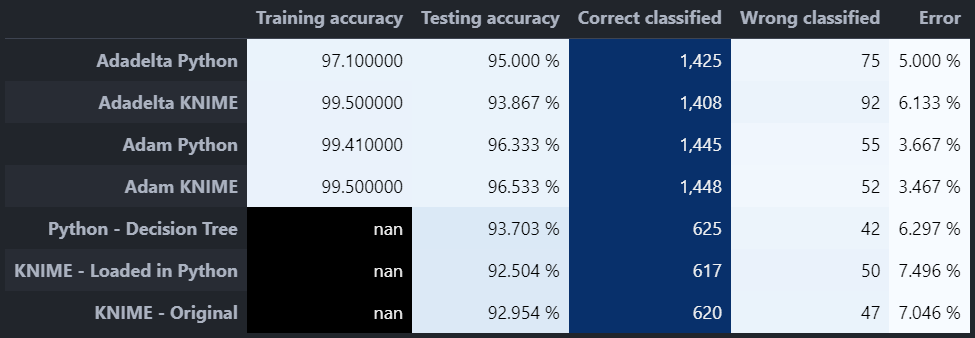 Training accuracy Testing accuracy Correct classified Wrong classified Error
Adadelta Python 97.100000 95.000 % 1,425 75 5.000 %
Adadelta KNIME 99.500000 93.867 % 1,408 92 6.133 %
Adam Python 99.410000 96.333 % 1,445 55 3.667 %
Adam KNIME 99.500000 96.533 % 1,448 52 3.467 %
Python - Decision Tree nan 93.703 % 625 42 6.297 %
KNIME - Loaded in Python nan 92.504 % 617 50 7.496 %
KNIME - Original nan 92.954 % 620 47 7.046 %